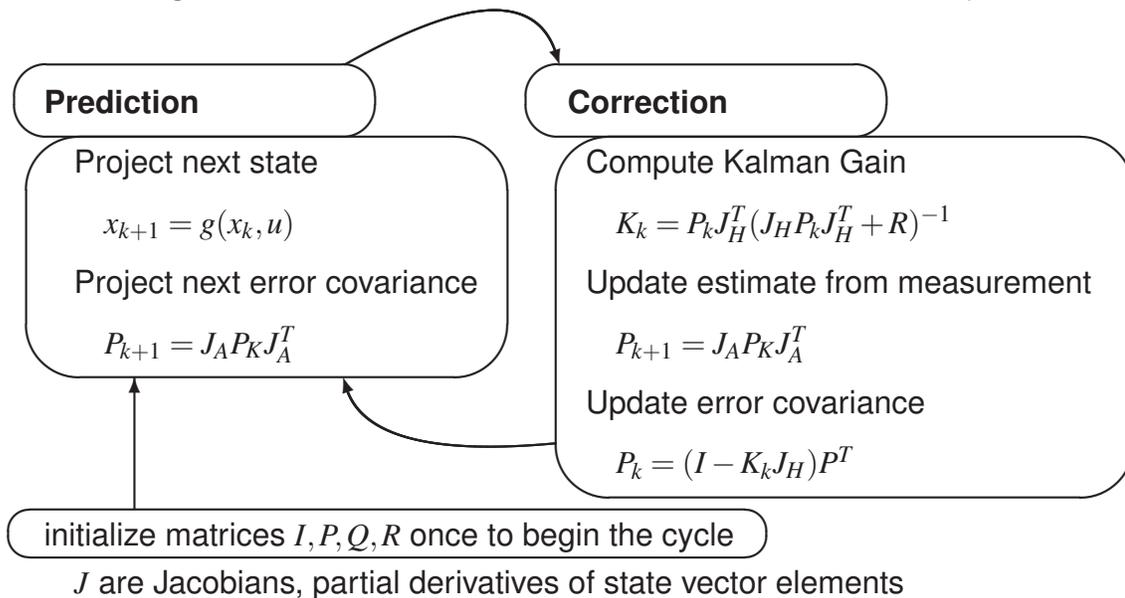 Prediction
Project next state
x_{k+1} = g(x_k, u)
Project next error covariance
P_{k+1} = J_A P_K J_A^T
Correction
Compute Kalman Gain
K_k = P_k J_H^T (J_H P_k J_H^T + R)^{-1}
Update estimate from measurement
P_{k+1} = J_A P_K J_A^T
Update error covariance
P_k = (I − K_k J_H) P^T
initialize matrices I, P, Q, R once to begin the cycle
J are Jacobians, partial derivatives of state vector elements